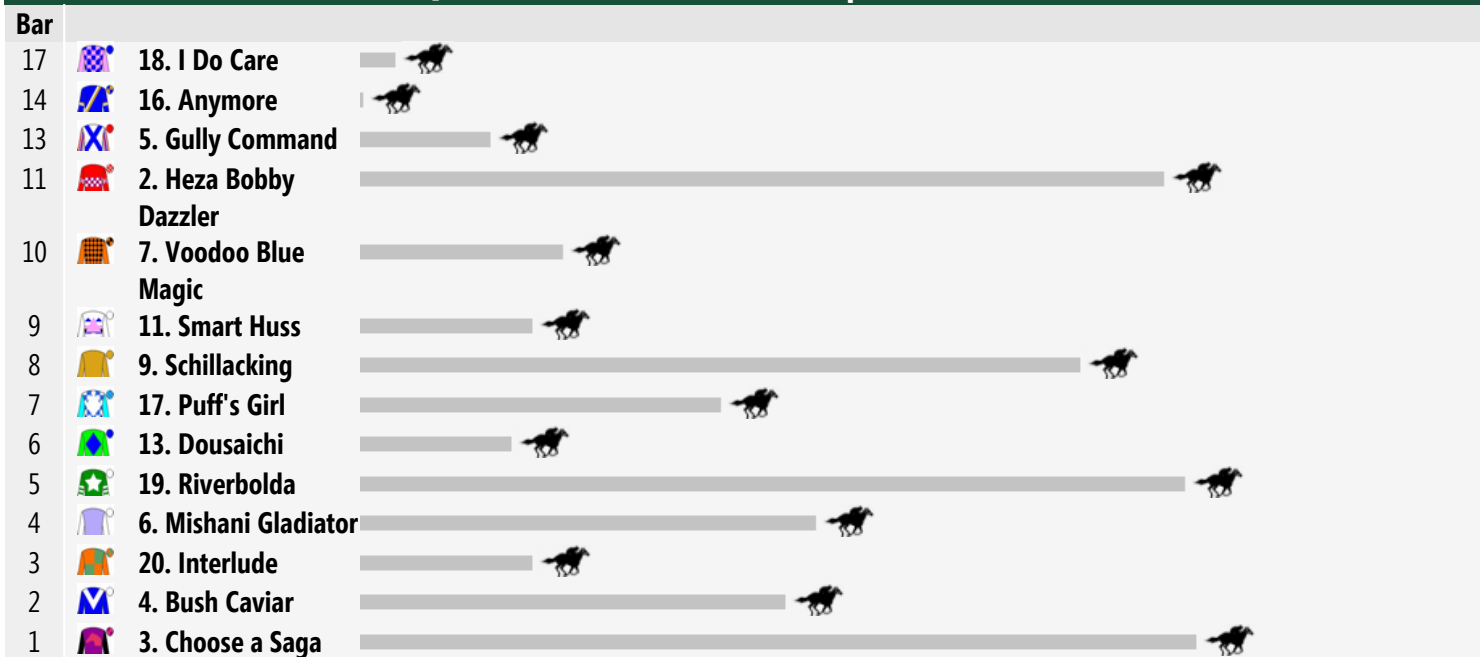 Bar
17 18. I Do Care
14 16. Anymore
13 5. Gully Command
11 2. Heza Bobby
Dazzler
10 7. Voodoo Blue
Magic
9 11. Smart Huss
8 9. Schillacking
7 17. Puff's Girl
6 13. Dousaichi
5 19. Riverbolda
4 6. Mishani Gladiator
3 20. Interlude
2 4. Bush Caviar
1 3. Choose a Saga